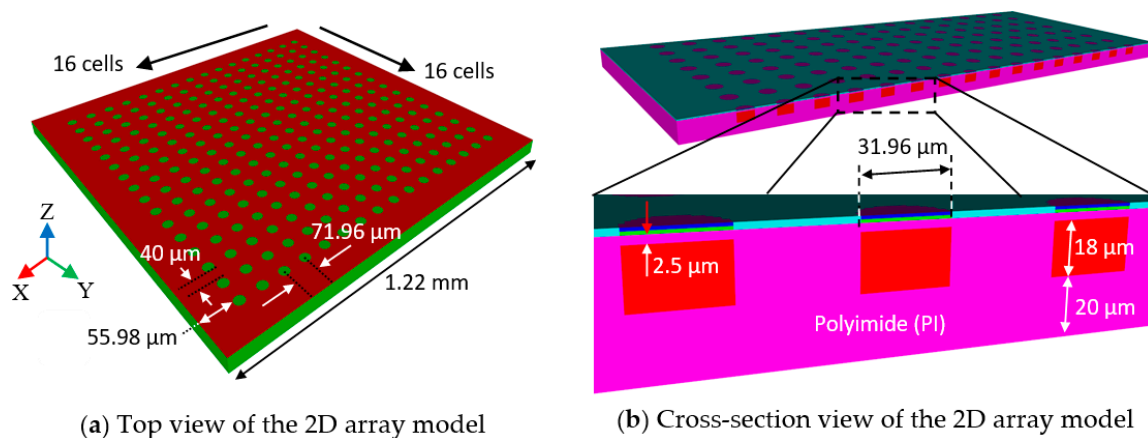 16 cells
16 cells
Z
X
Y
40 µm
71.96 µm
1.22 mm
55.98 µm
(a) Top view of the 2D array model
31.96 µm
2.5 µm
18 µm
20 µm
Polyimide (PI)
(b) Cross-section view of the 2D array model